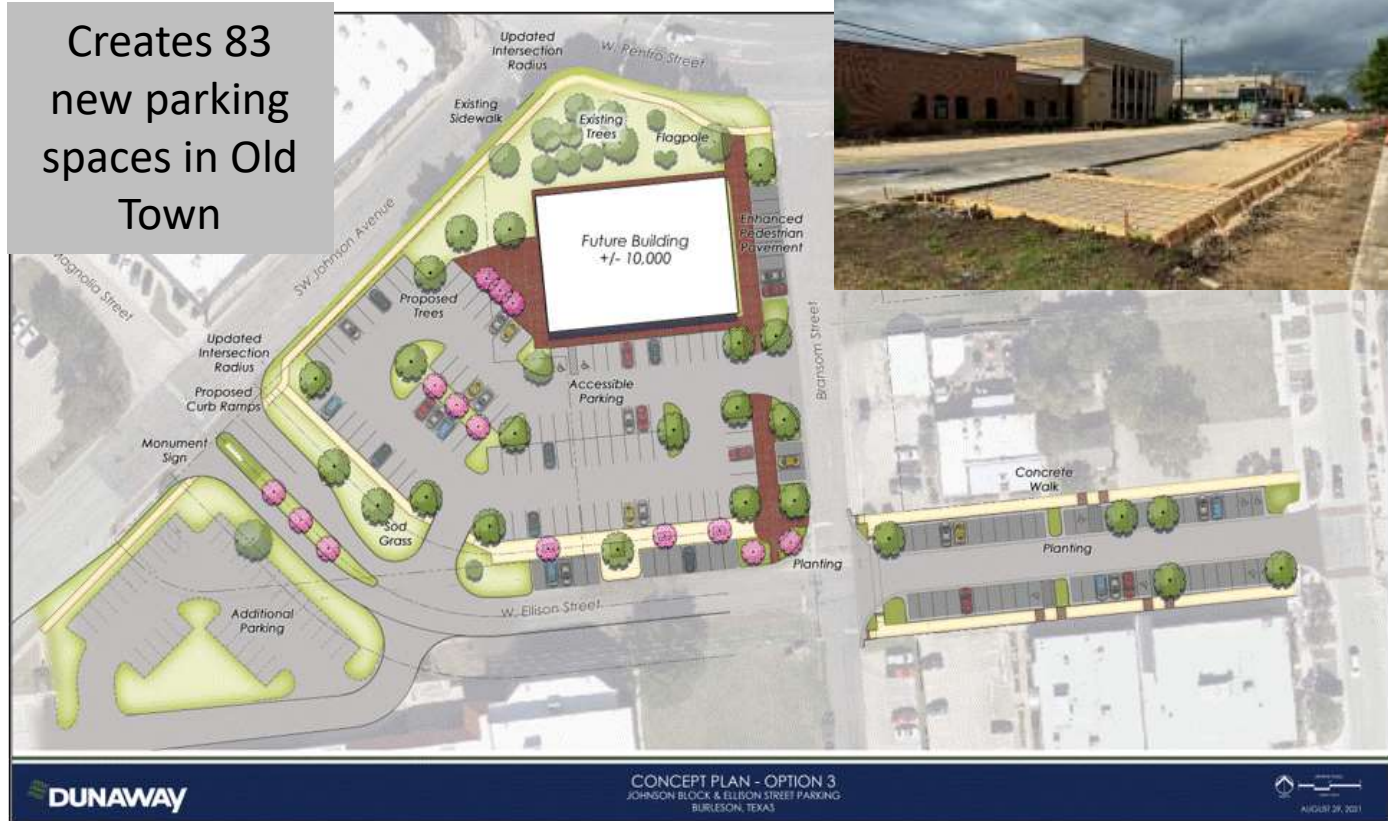 Creates 83
new parking
spaces in Old
Town
Updated
Intersection
Radius
W. Renfro Street
Existing
Sidewalk
Existing
Trees
Flagpole
Magnolia Street
SW Johnson Avenue
Future Building
+/- 10,000
Enhanced
Pedestrian
Pavement
Proposed
Trees
Updated
Intersection
Radius
Bransom Street
Accessible
Parking
Proposed
Curb Ramps
Monument
Sign
Concrete
Walk
Sod
Grass
Planting
Planting
W. Ellison Street
Additional
Parking
DUNAWAY
CONCEPT PLAN - OPTION 3
JOHNSON BLOCK & ELLISON STREET PARKING
BURLESON, TEXAS
AUGUST 29, 2021